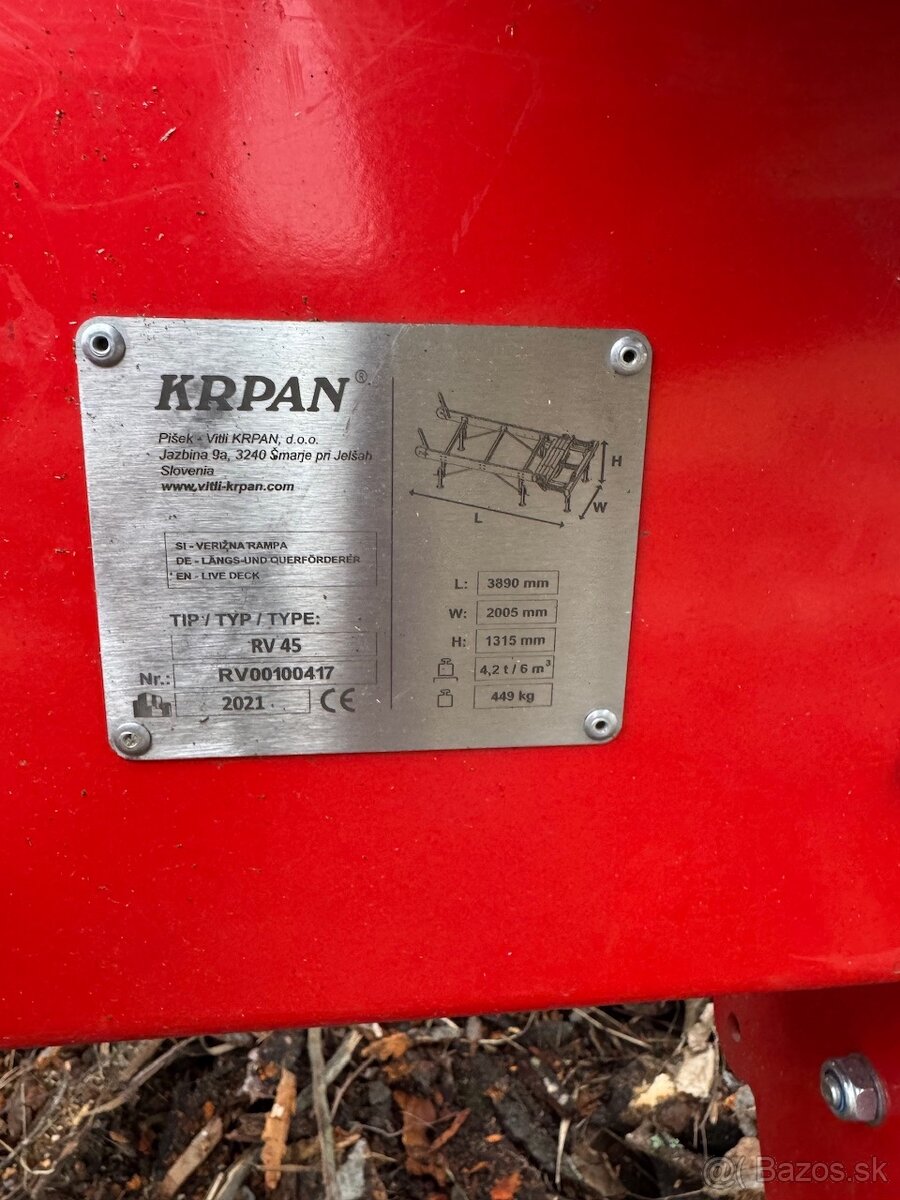 KRPAN®
Pišek - Vitli KRPAN, d.o.o.
Jazbina 9a, 3240 Šmarje pri Jelšah
Slovenia
www.vitli-krpan.com
SI - VERIŽNA RAMPA
DE - LÄNGS-UND QUERFÖRDERER
EN - LIVE DECK
TIP / TYP / TYPE:
RV 45
Nr.: RV00100417
2021 CE
H
W
L
L: 3890 mm
W: 2005 mm
H: 1315 mm
4,2 t / 6 m³
449 kg
@ Bazos.sk